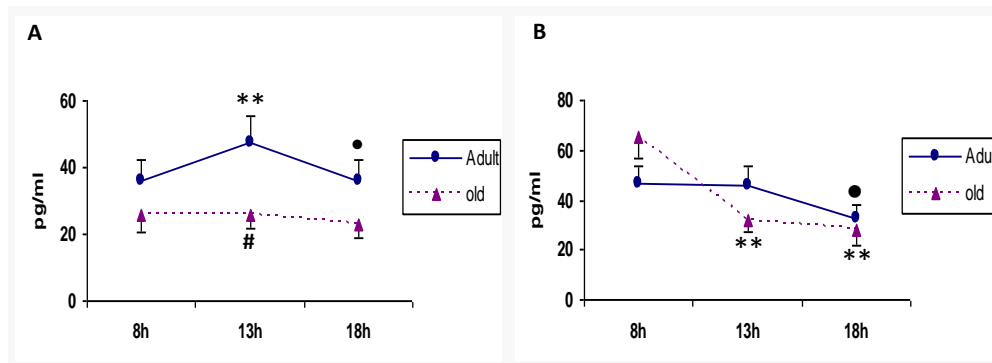 A
pg/ml
60
40
20
0
**
●
#
8h 13h 18h
Adult
old
B
pg/ml
80
60
40
20
0
●
**
**
8h 13h 18h
Adu
old